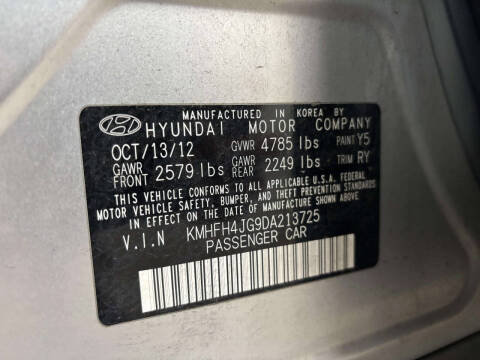 MANUFACTURED IN KOREA BY
HYUNDAI MOTOR COMPANY
OCT/13/12 GVWR 4785 lbs PAINT Y5
GAWR FRONT 2579 lbs GAWR REAR 2249 lbs TRIM RY
THIS VEHICLE CONFORMS TO ALL APPLICABLE U.S.A. FEDERAL
MOTOR VEHICLE SAFETY, BUMPER, AND THEFT PREVENTION STANDARDS
IN EFFECT ON THE DATE OF MANUFACTURE SHOWN ABOVE.
V.I.N KMHFH4JG9DA213725
PASSENGER CAR